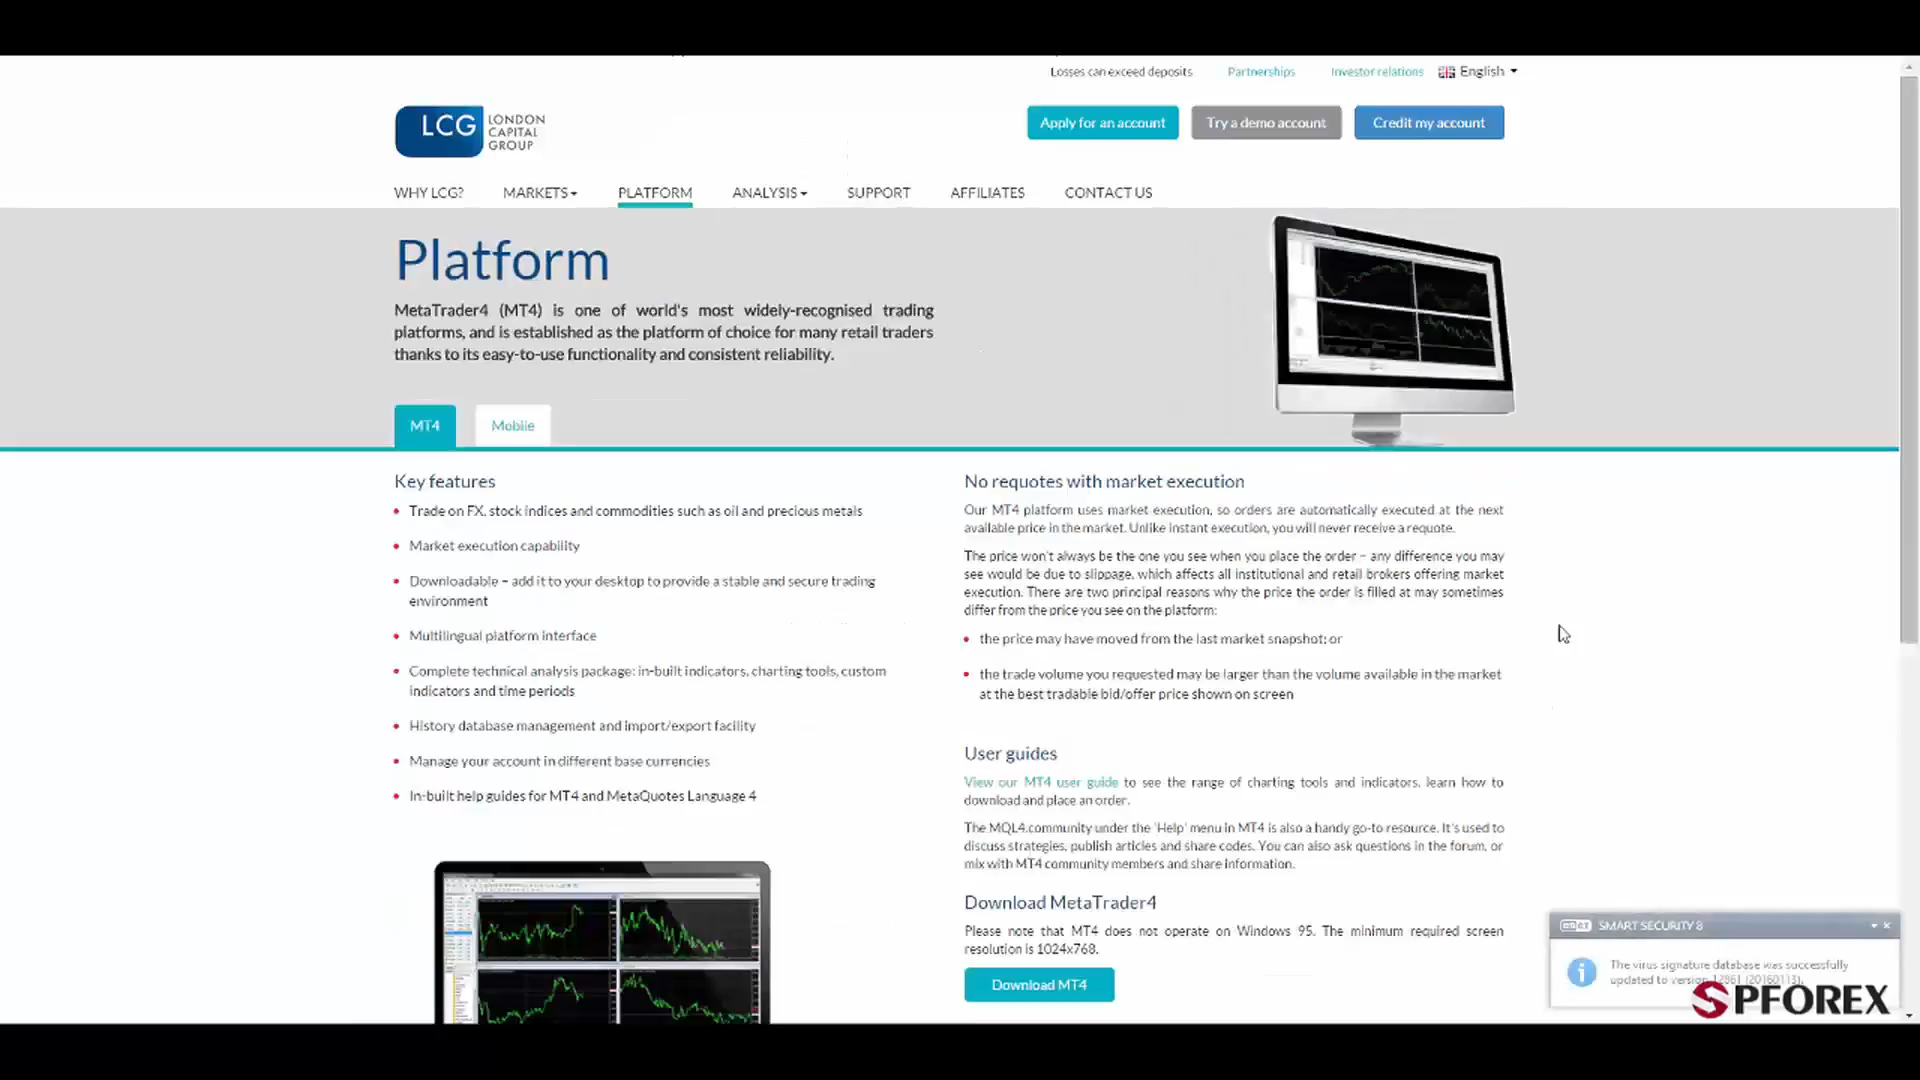 Losses can exceed deposits Partnerships Investor relations English
LCG LONDON CAPITAL GROUP
Apply for an account Try a demo account Credit my account
WHY LCG? MARKETS PLATFORM ANALYSIS SUPPORT AFFILIATES CONTACT US
Platform
MetaTrader4 (MT4) is one of world's most widely-recognised trading
platforms, and is established as the platform of choice for many retail traders
thanks to its easy-to-use functionality and consistent reliability.
MT4 Mobile
Key features
• Trade on FX, stock indices and commodities such as oil and precious metals
• Market execution capability
• Downloadable – add it to your desktop to provide a stable and secure trading
environment
• Multilingual platform interface
• Complete technical analysis package: in-built indicators, charting tools, custom
indicators and time periods
• History database management and import/export facility
• Manage your account in different base currencies
• In-built help guides for MT4 and MetaQuotes Language 4
No requotes with market execution
Our MT4 platform uses market execution, so orders are automatically executed at the next
available price in the market. Unlike instant execution, you will never receive a requote.
The price won't always be the one you see when you place the order – any difference you may
see would be due to slippage, which affects all institutional and retail brokers offering market
execution. There are two principal reasons why the price the order is filled at may sometimes
differ from the price you see on the platform:
• the price may have moved from the last market snapshot; or
• the trade volume you requested may be larger than the volume available in the market
at the best tradable bid/offer price shown on screen
User guides
View our MT4 user guide to see the range of charting tools and indicators, learn how to
download and place an order.
The MQL4.community under the 'Help' menu in MT4 is also a handy go-to resource. It's used to
discuss strategies, publish articles and share codes. You can also ask questions in the forum, or
mix with MT4 community members and share information.
Download MetaTrader4
Please note that MT4 does not operate on Windows 95. The minimum required screen
resolution is 1024x768.
Download MT4
eset SMART SECURITY 8
The virus signature database was successfully
updated to version 12861 (20160113).
SPFOREX